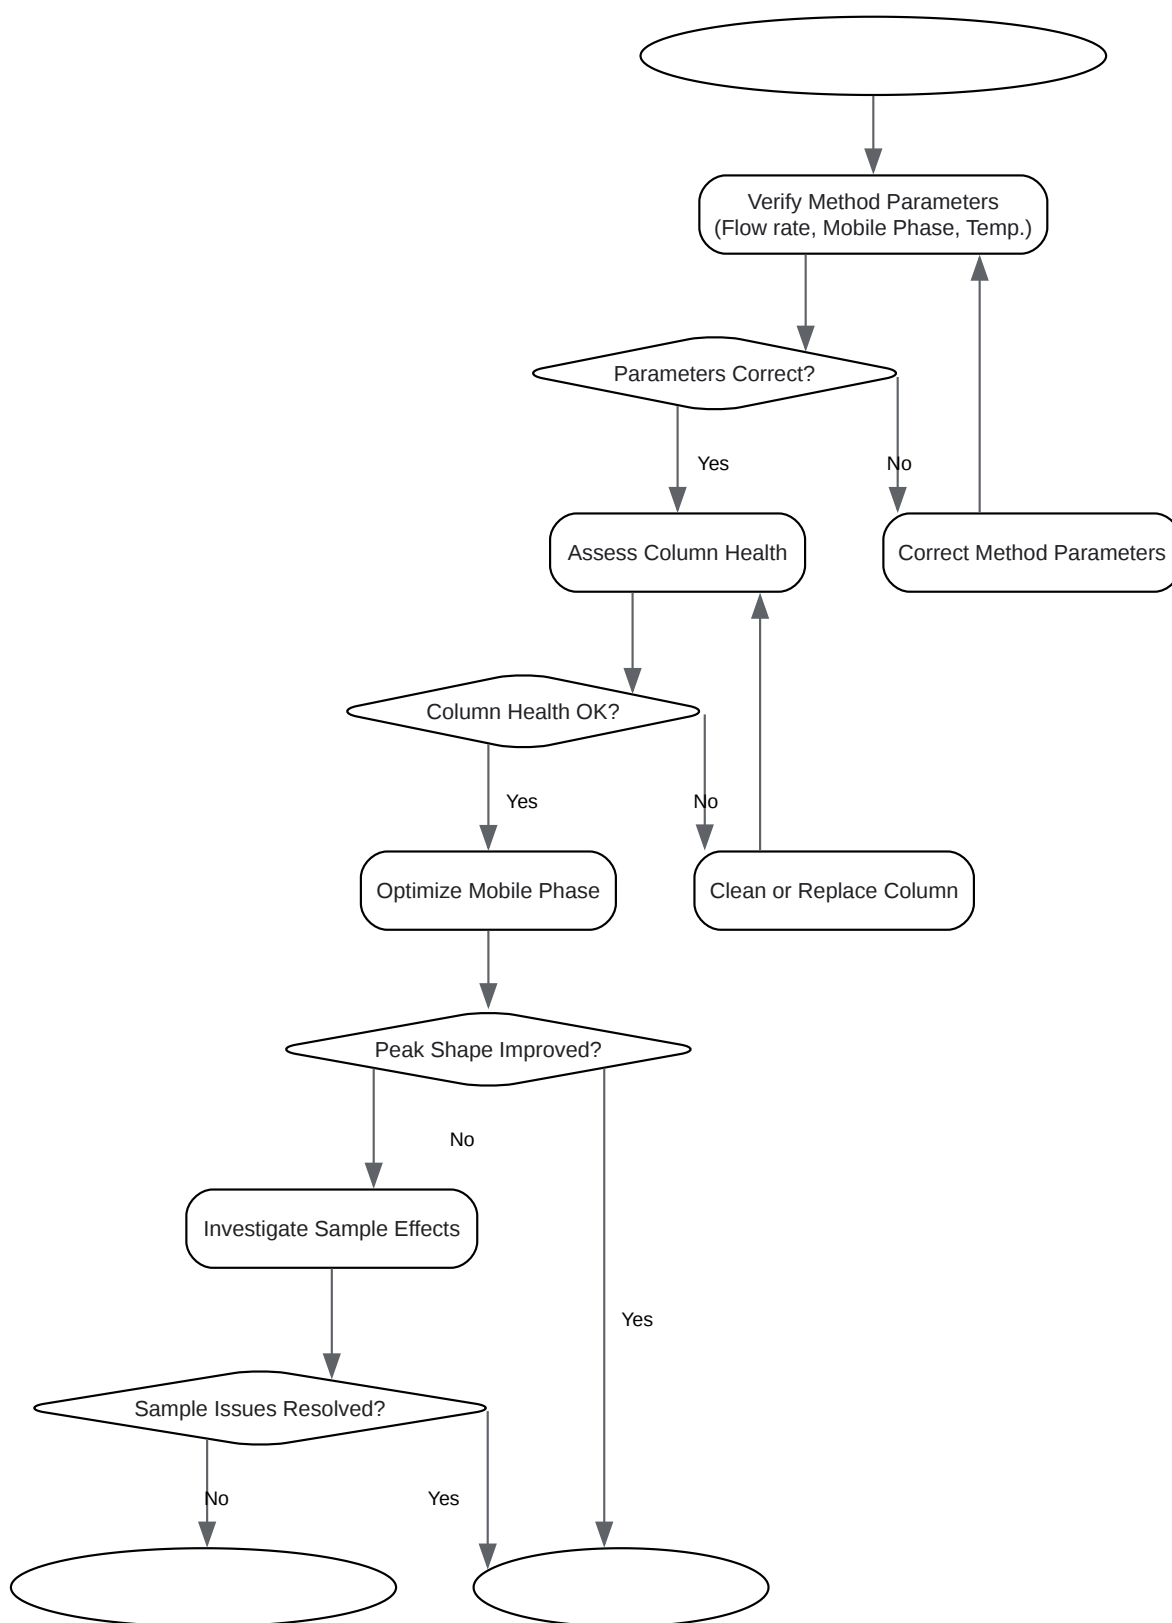 Verify Method Parameters
(Flow rate, Mobile Phase, Temp.)
Parameters Correct?
Yes
No
Assess Column Health
Correct Method Parameters
Column Health OK?
Yes
No
Optimize Mobile Phase
Clean or Replace Column
Peak Shape Improved?
No
Investigate Sample Effects
Yes
Sample Issues Resolved?
No
Yes